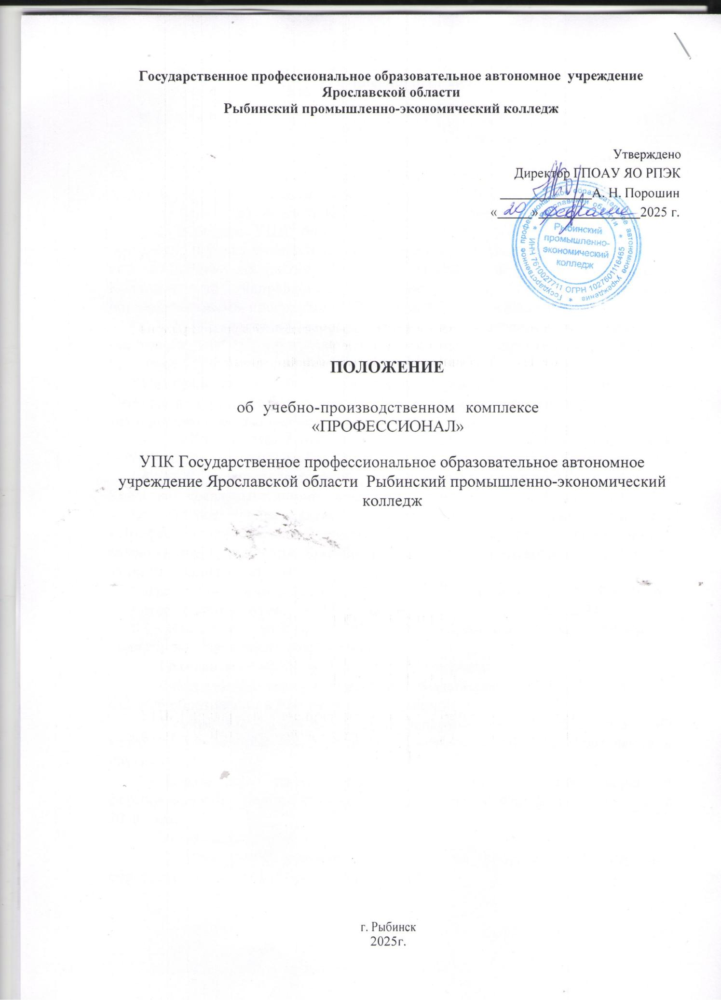 Государственное профессиональное образовательное автономное учреждение
Ярославской области
Рыбинский промышленно-экономический колледж
Утверждено
Директор ГПОАУ ЯО РПЭК
А. Н. Порошин
« 20 » февраля 2025 г.
Государственное профессиональное образовательное автономное учреждение *
Ярославской области * ОГРН 1027601116465 ИНН 7610027711 *
Рыбинский
промышленно-
экономический
колледж
ПОЛОЖЕНИЕ
об учебно-производственном комплексе
«ПРОФЕССИОНАЛ»
УПК Государственное профессиональное образовательное автономное
учреждение Ярославской области Рыбинский промышленно-экономический
колледж
г. Рыбинск
2025г.